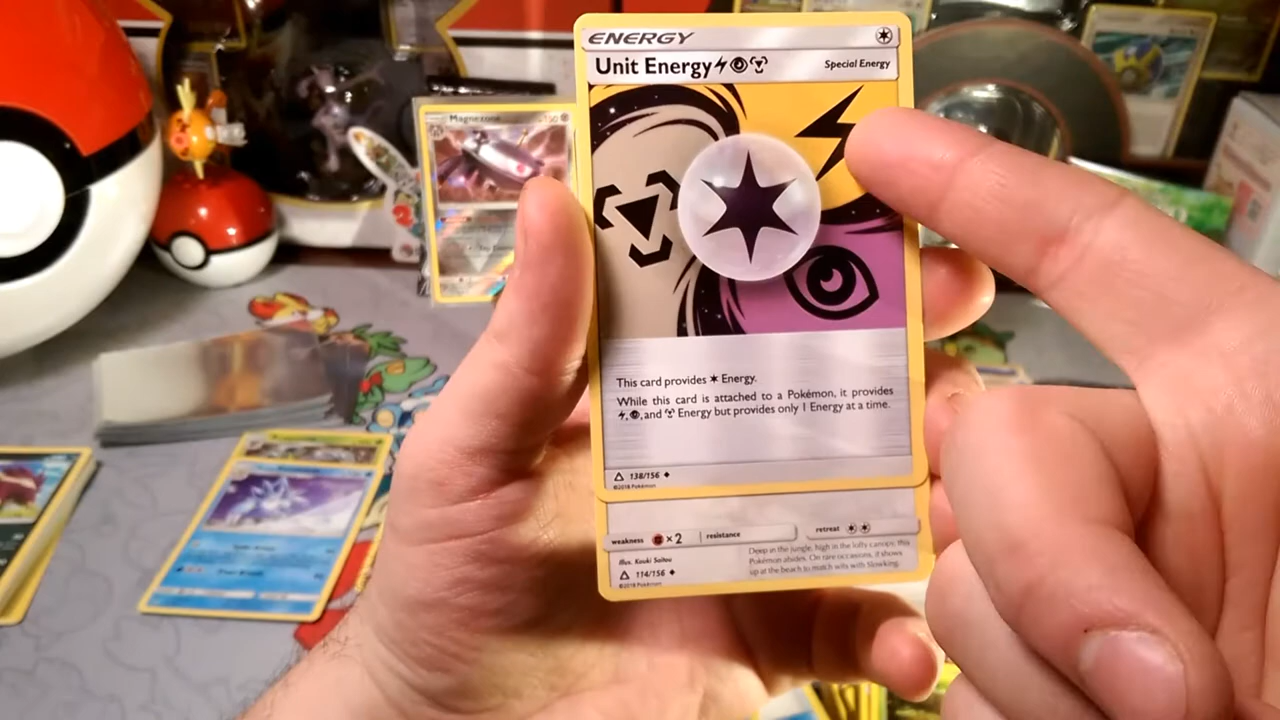 ENERGY
Unit Energy
Special Energy
This card provides Energy.
While this card is attached to a Pokémon, it provides
, , and Energy but provides only 1 Energy at a time.
138/156
©2018 Pokémon
weakness ×2 resistance retreat
Illus. Kouki Saitou
Deep in the jungle, high in the lofty canopy, this
Pokémon abides. On rare occasions, it shows
up at the beach to match wits with Slowking.
114/156
©2018 Pokémon
Magnezone